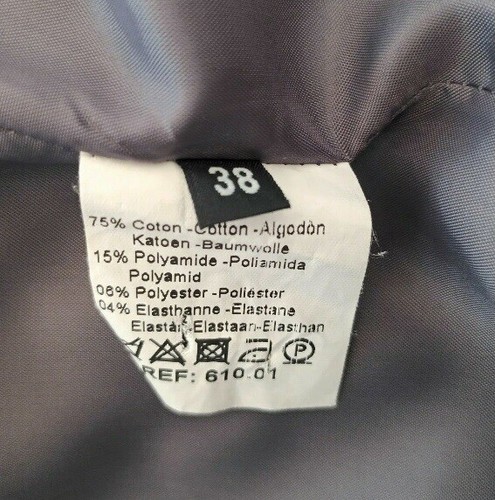 38
75% Coton -Cotton -Algodòn
Katoen -Baumwolle
15% Polyamide -Poliamida
Polyamid
06% Polyester -Poliéster
04% Elasthanne -Elastane
Elastán-Elastaan-Elasthan
P
REF: 610.01